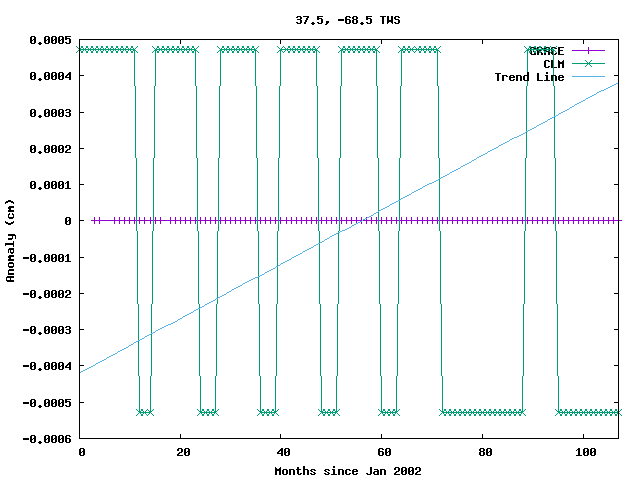 37.5, -68.5 TWS
0.0005
0.0004
0.0003
0.0002
0.0001
0
-0.0001
-0.0002
-0.0003
-0.0004
-0.0005
-0.0006
Anomaly (cm)
GRACE
CLM
Trend Line
0 20 40 60 80 100
Months since Jan 2002